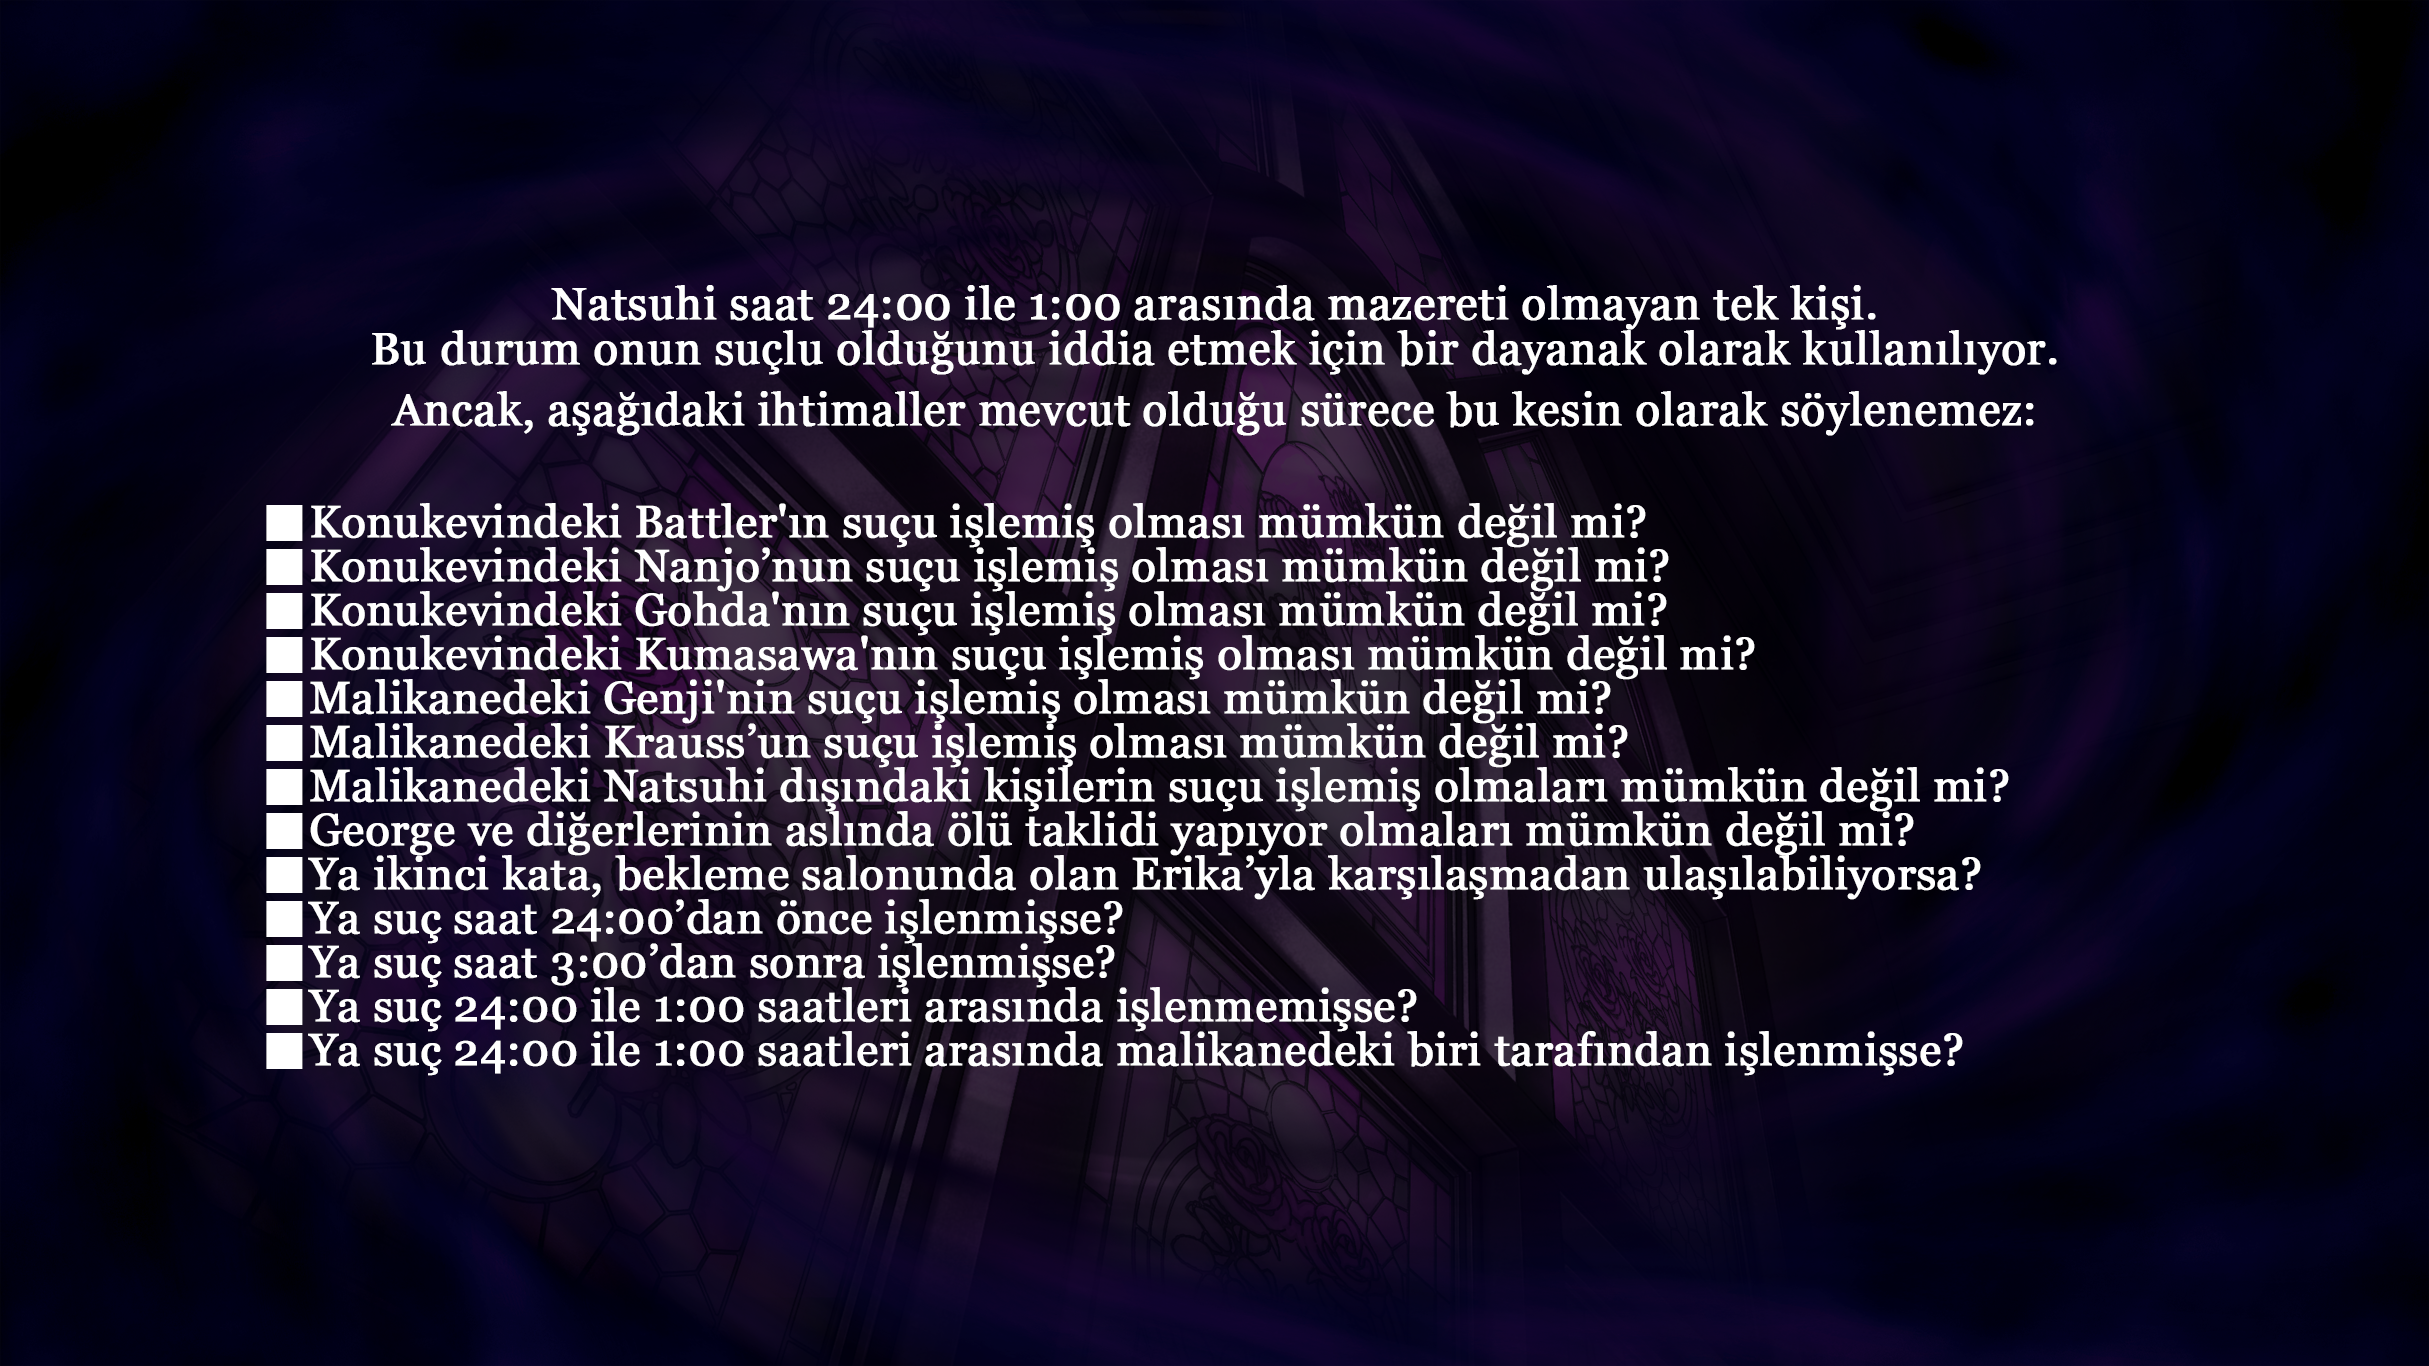 Natsuhi saat 24:00 ile 1:00 arasında mazereti olmayan tek kişi.
Bu durum onun suçlu olduğunu iddia etmek için bir dayanak olarak kullanılıyor.
Ancak, aşağıdaki ihtimaller mevcut olduğu sürece bu kesin olarak söylenemez:
■Konukevindeki Battler'ın suçu işlemiş olması mümkün değil mi?
■Konukevindeki Nanjo’nun suçu işlemiş olması mümkün değil mi?
■Konukevindeki Gohda'nın suçu işlemiş olması mümkün değil mi?
■Konukevindeki Kumasawa'nın suçu işlemiş olması mümkün değil mi?
■Malikanedeki Genji'nin suçu işlemiş olması mümkün değil mi?
■Malikanedeki Krauss’un suçu işlemiş olması mümkün değil mi?
■Malikanedeki Natsuhi dışındaki kişilerin suçu işlemiş olmaları mümkün değil mi?
■George ve diğerlerinin aslında ölü taklidi yapıyor olmaları mümkün değil mi?
■Ya ikinci kata, bekleme salonunda olan Erika’yla karşılaşmadan ulaşılabiliyorsa?
■Ya suç saat 24:00’dan önce işlenmişse?
■Ya suç saat 3:00’dan sonra işlenmişse?
■Ya suç 24:00 ile 1:00 saatleri arasında işlenmemişse?
■Ya suç 24:00 ile 1:00 saatleri arasında malikanedeki biri tarafından işlenmişse?